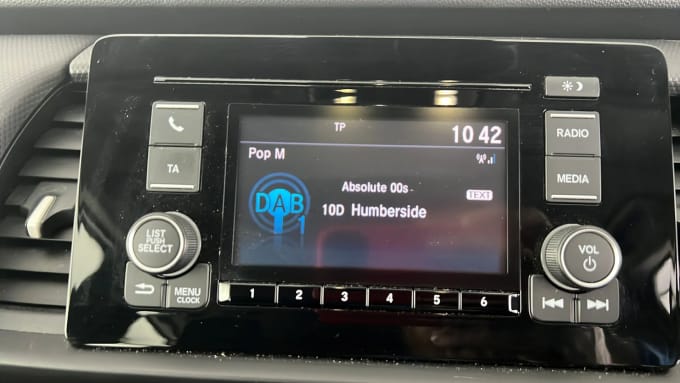 TP
10 42
Pop M
Absolute 00s
TEXT
DAB 1
10D Humberside
TA
LIST
PUSH
SELECT
MENU
CLOCK
RADIO
MEDIA
VOL
1 2 3 4 5 6